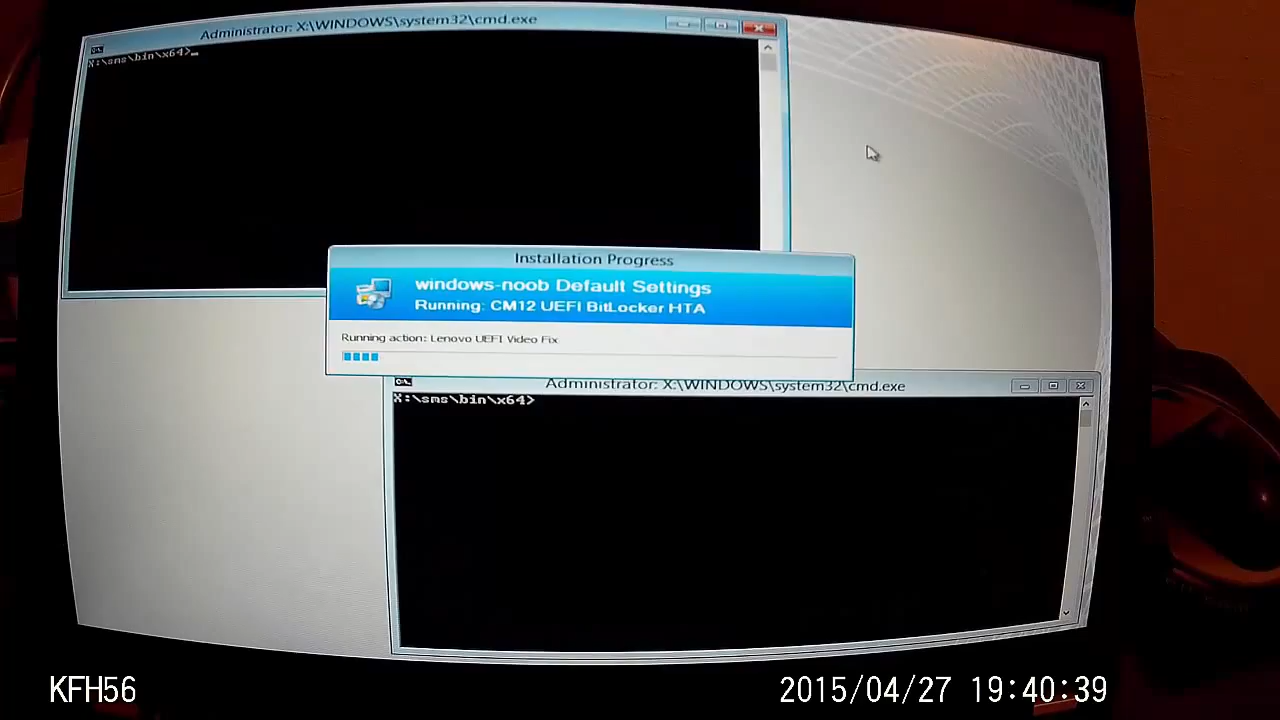 Administrator: X:\WINDOWS\system32\cmd.exe
X:\sms\bin\x64>_
Installation Progress
windows-noob Default Settings
Running: CM12 UEFI BitLocker HTA
Running action: Lenovo UEFI Video Fix
Administrator: X:\WINDOWS\system32\cmd.exe
X:\sms\bin\x64>
KFH56
2015/04/27 19:40:39